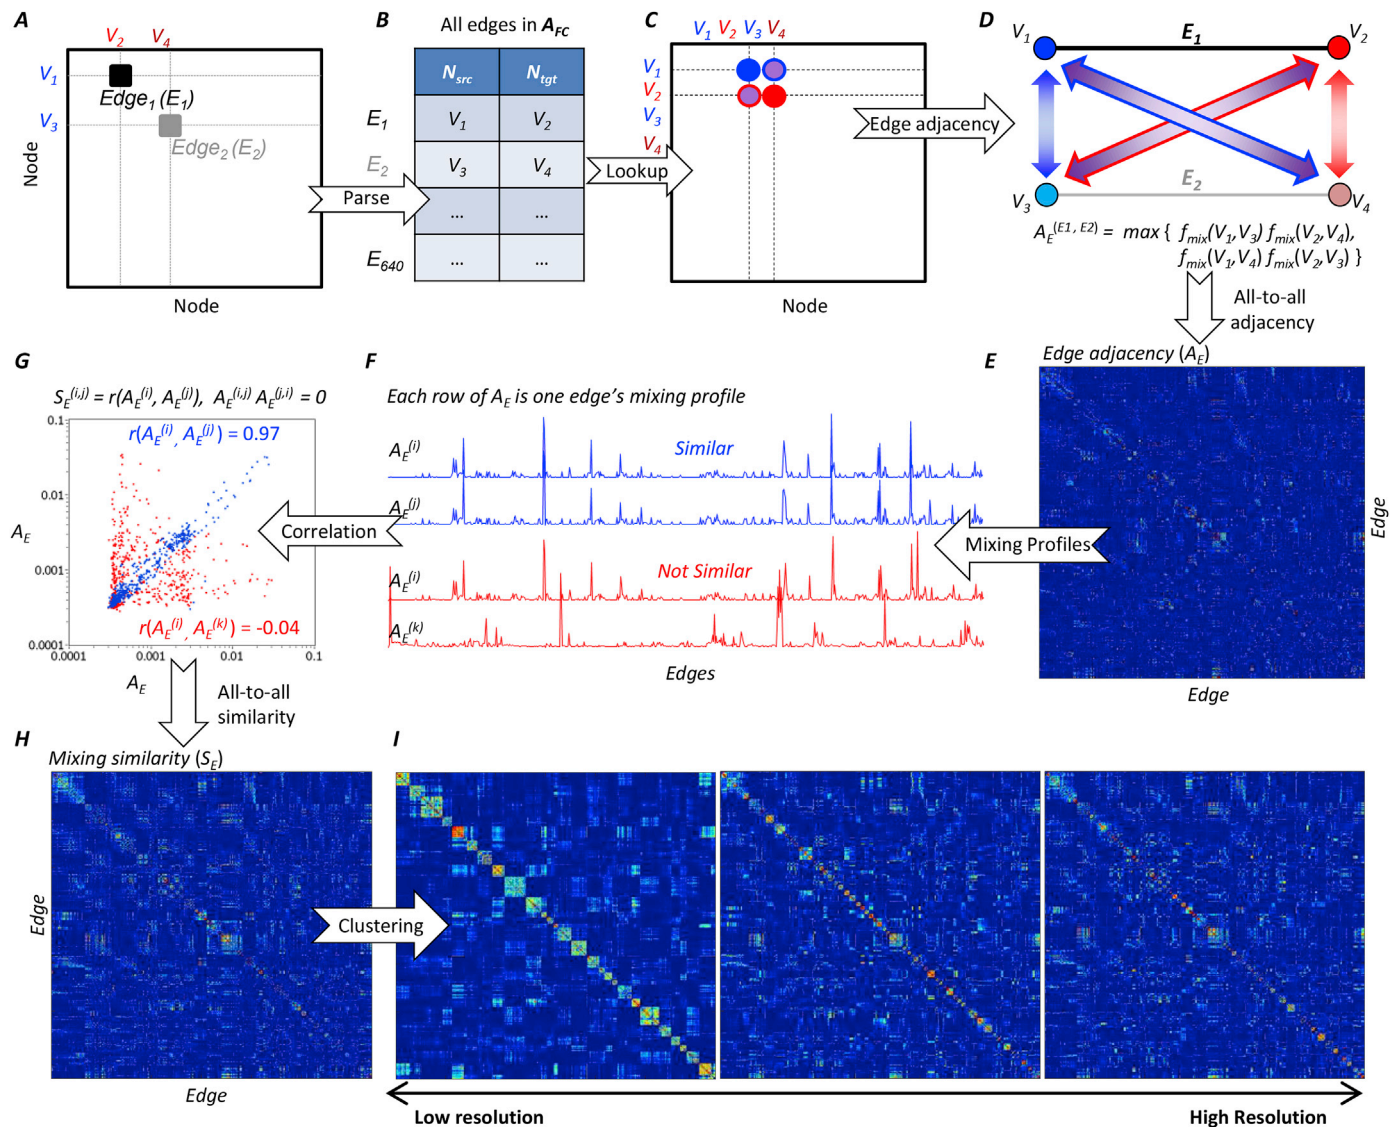 A
V2 V4
V1
Edge1 (E1)
V3
Edge2 (E2)
Node
Node
Parse
B
All edges in AFC
Nsrc Ntgt
E1 V1 V2
E2 V3 V4
... ...
E640 ... ...
Lookup
C
V1 V2 V3 V4
V1
V2
V3
V4
Node
Edge adjacency
D
V1 E1 V2
V3 E2 V4
AE(E1, E2) = max { fmix(V1,V3) fmix(V2,V4),
fmix(V1,V4) fmix(V2,V3) }
All-to-all
adjacency
E
Edge adjacency (AE)
Edge
Edge
Mixing Profiles
F
Each row of AE is one edge's mixing profile
AE(i) Similar
AE(j)
AE(i) Not Similar
AE(k)
Edges
Correlation
G
SE(i,j) = r(AE(i), AE(j)), AE(i,j) AE(j,i) = 0
0.1
r(AE(i), AE(j)) = 0.97
0.01
AE
0.001
r(AE(i), AE(k)) = -0.04
0.0001
0.0001 0.001 0.01 0.1
AE
All-to-all
similarity
H
Mixing similarity (SE)
Edge
Edge
Clustering
I
Low resolution High Resolution